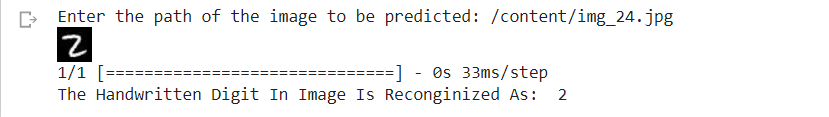 Enter the path of the image to be predicted: /content/img_24.jpg
2
1/1 [==============================] - 0s 33ms/step
The Handwritten Digit In Image Is Reconginized As:  2